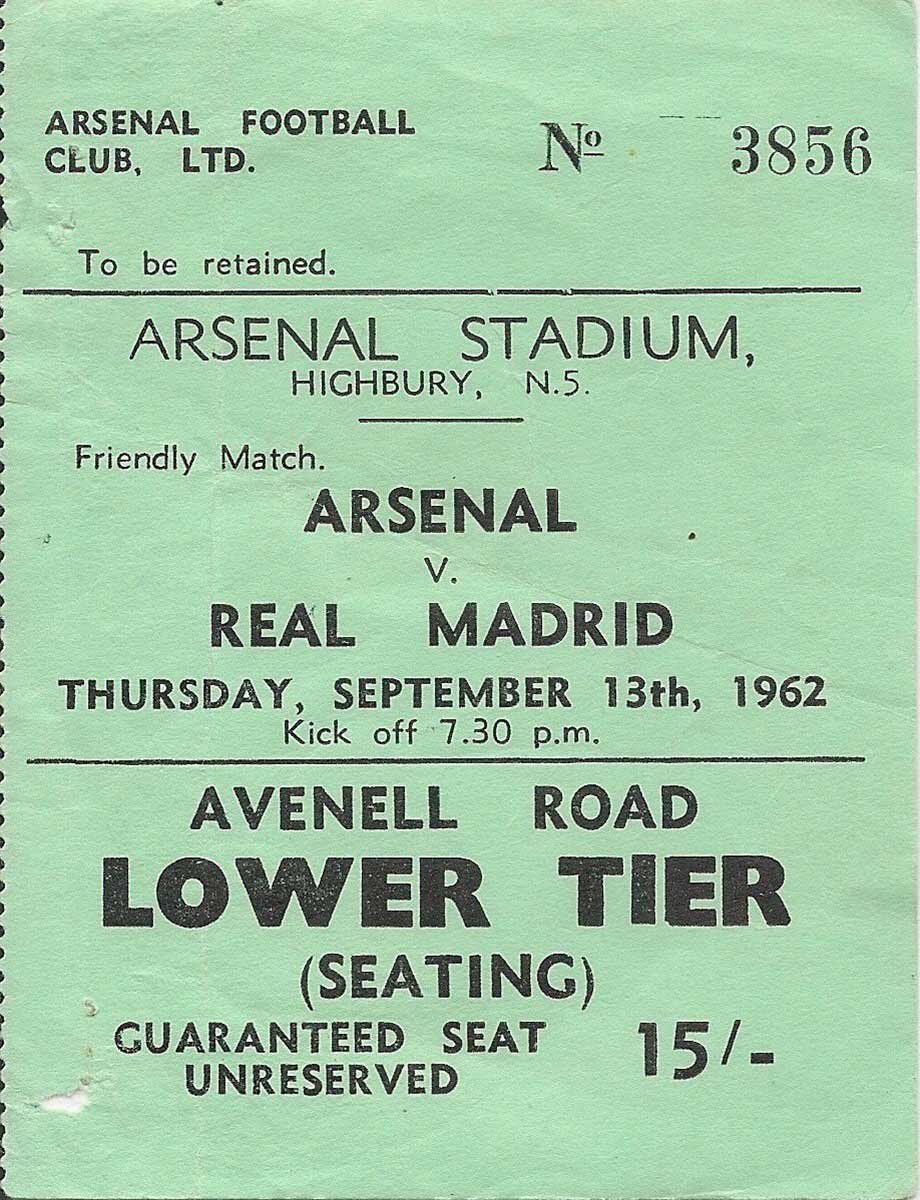 ARSENAL FOOTBALL
CLUB, LTD.
Nº 3856
To be retained.
ARSENAL STADIUM,
HIGHBURY, N.5.
Friendly Match.
ARSENAL
v.
REAL MADRID
THURSDAY, SEPTEMBER 13th, 1962
Kick off 7.30 p.m.
AVENELL ROAD
LOWER TIER
(SEATING)
GUARANTEED SEAT
UNRESERVED
15/-